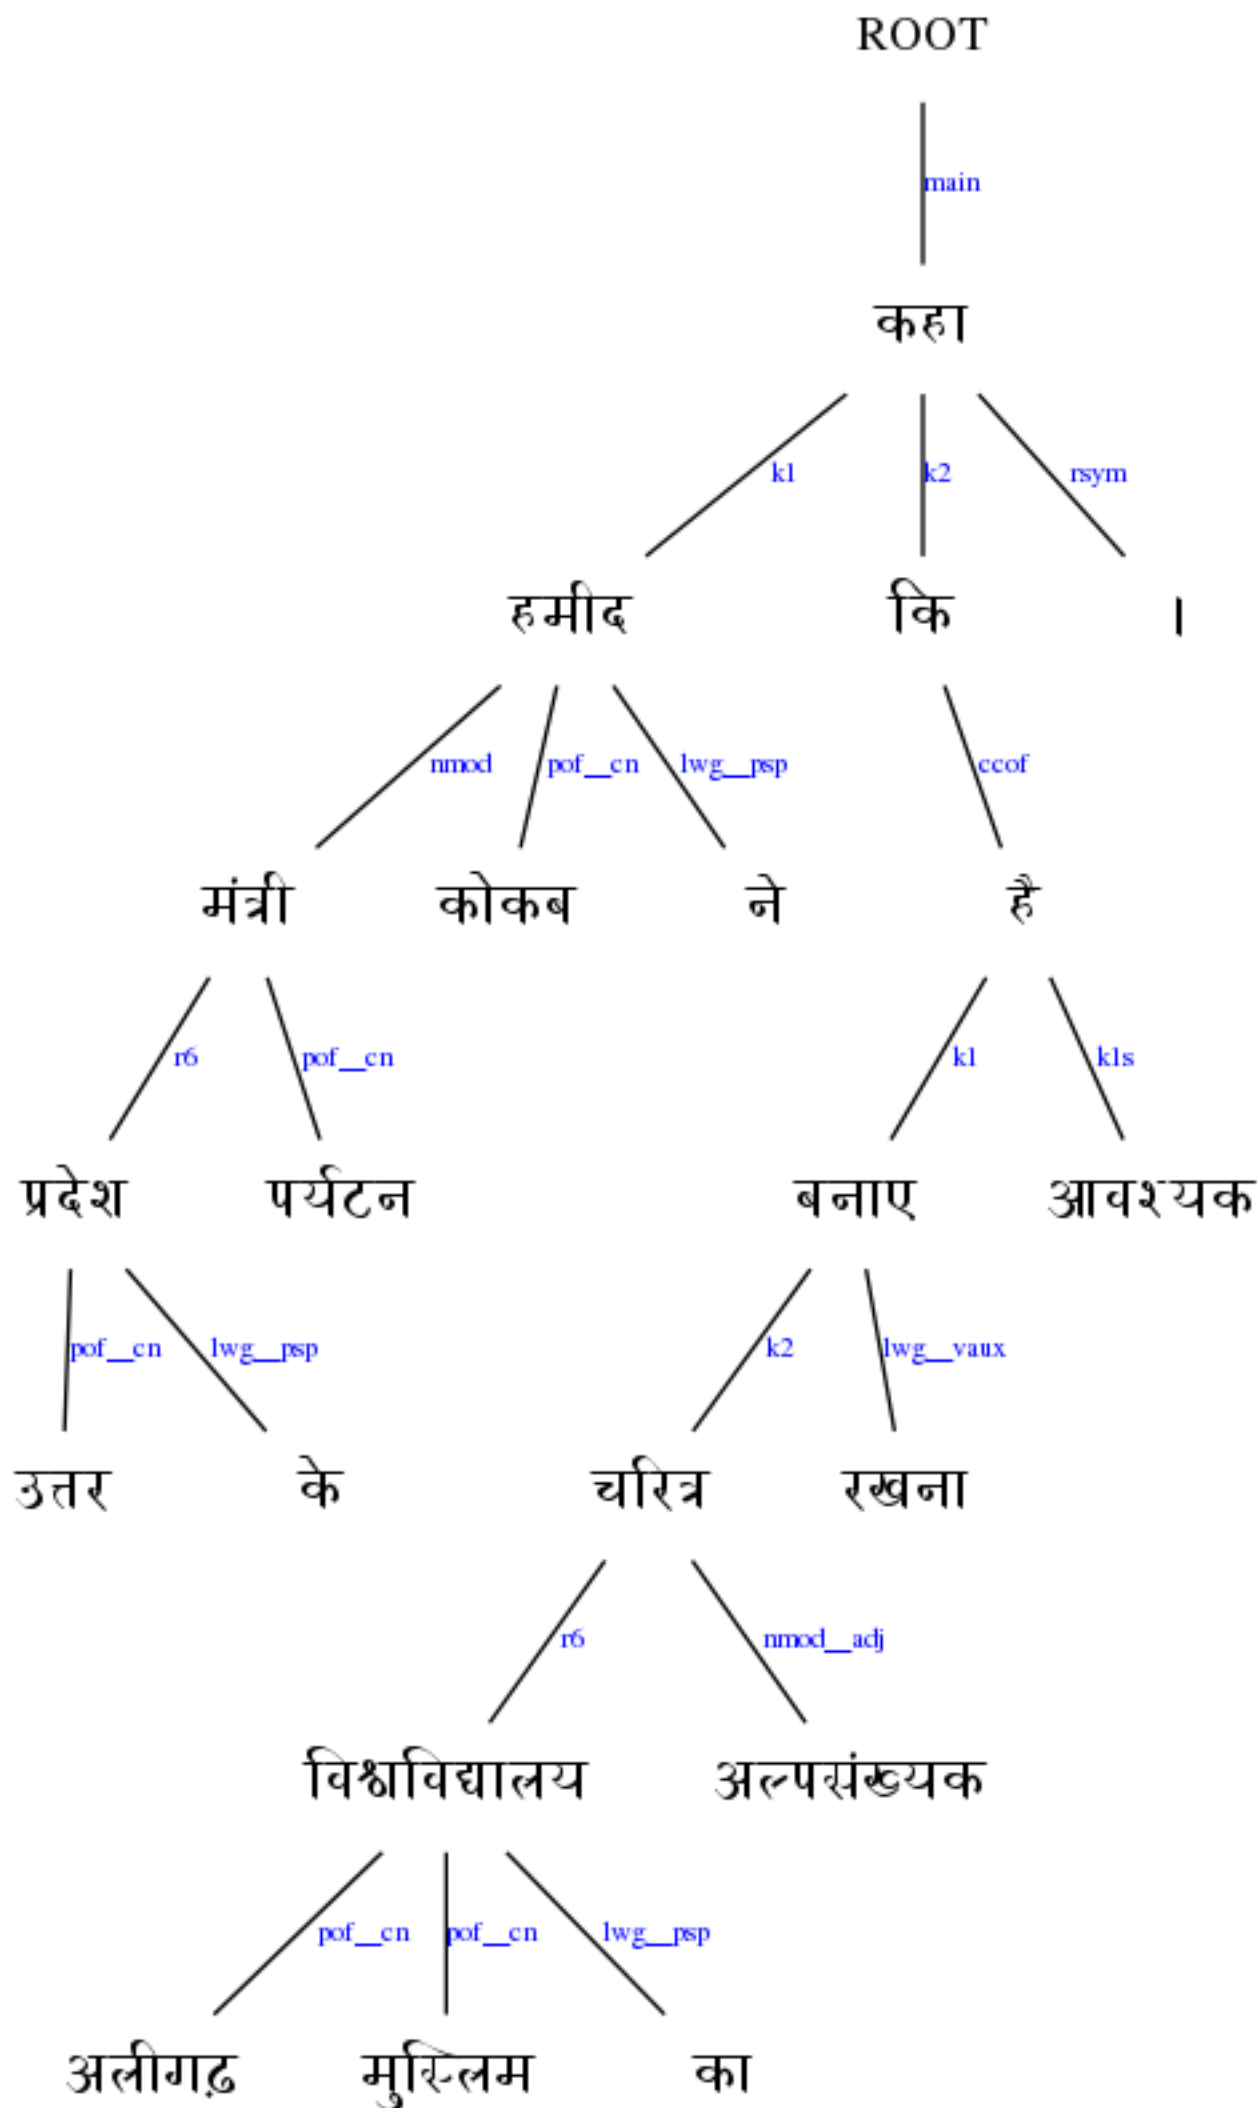 ROOT
main
कहा
k1 k2 rsym
हमीद कि ।
nmod pof__cn lwg__psp ccof
मंत्री कोकब ने है
r6 pof__cn k1 k1s
प्रदेश पर्यटन बनाए आवश्यक
pof__cn lwg__psp k2 lwg__vaux
उत्तर के चरित्र रखना
r6 nmod__adj
विश्वविद्यालय अल्पसंख्यक
pof__cn pof__cn lwg__psp
अलीगढ़ मुस्लिम का